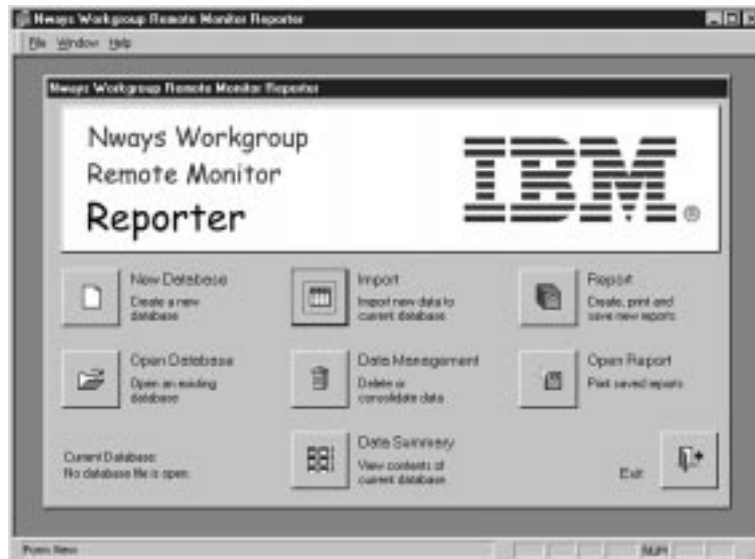 Nways Workgroup Remote Monitor Reporter
File Window Help
Nways Workgroup Remote Monitor Reporter
Nways Workgroup
Remote Monitor
Reporter
IBM®
New Database
Create a new
database
Import
Import new data to
current database
Report
Create, print and
save new reports
Open Database
Open an existing
database
Data Management
Delete or
consolidate data
Open Report
Print saved reports
Current Database:
No database file is open.
Data Summary
View contents of
current database
Exit
Form View
NUM